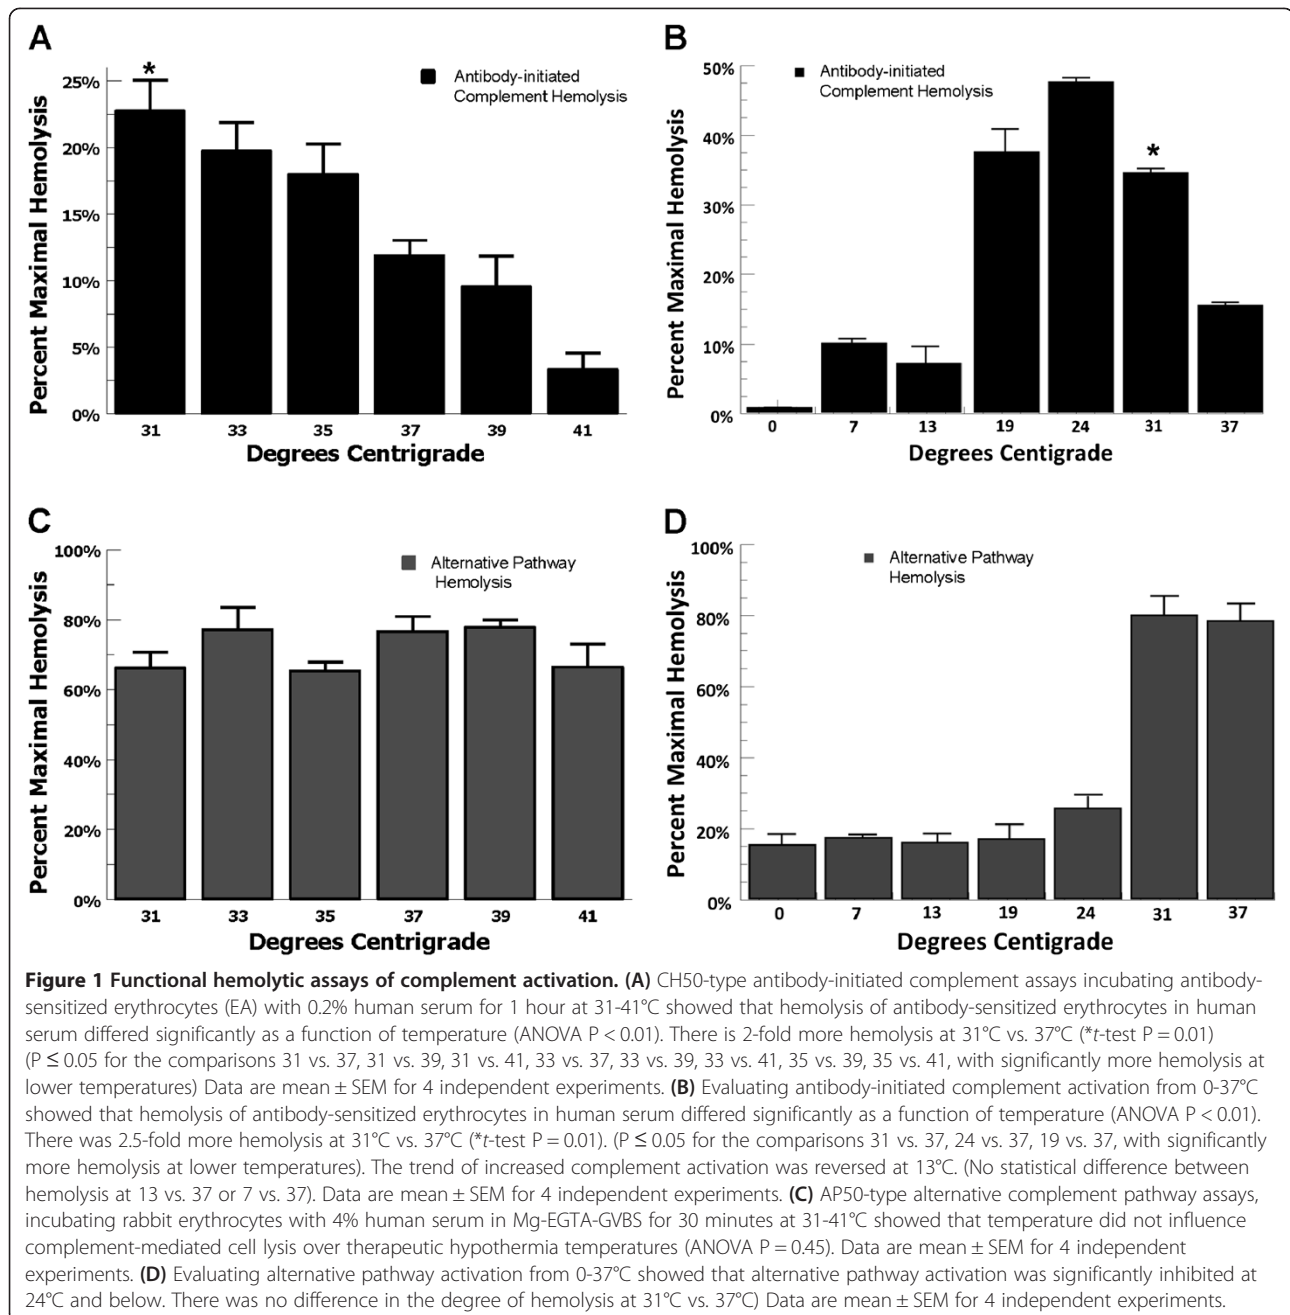 A
Percent Maximal Hemolysis
25%
20%
15%
10%
5%
0%
*
Antibody-initiated
Complement Hemolysis
31 33 35 37 39 41
Degrees Centrigrade
B
Percent Maximal Hemolysis
50%
40%
30%
20%
10%
0%
Antibody-initiated
Complement Hemolysis
*
0 7 13 19 24 31 37
Degrees Centigrade
C
Percent Maximal Hemolysis
100%
80%
60%
40%
20%
0%
Alternative Pathway
Hemolysis
31 33 35 37 39 41
Degrees Centrigrade
D
Percent Maximal Hemolysis
100%
80%
60%
40%
20%
0%
Alternative Pathway
Hemolysis
0 7 13 19 24 31 37
Degrees Centigrade
Figure 1 Functional hemolytic assays of complement activation. (A) CH50-type antibody-initiated complement assays incubating antibody-
sensitized erythrocytes (EA) with 0.2% human serum for 1 hour at 31-41°C showed that hemolysis of antibody-sensitized erythrocytes in human
serum differed significantly as a function of temperature (ANOVA P < 0.01). There is 2-fold more hemolysis at 31°C vs. 37°C (*t-test P = 0.01)
(P ≤ 0.05 for the comparisons 31 vs. 37, 31 vs. 39, 31 vs. 41, 33 vs. 37, 33 vs. 39, 33 vs. 41, 35 vs. 39, 35 vs. 41, with significantly more hemolysis at
lower temperatures) Data are mean ± SEM for 4 independent experiments. (B) Evaluating antibody-initiated complement activation from 0-37°C
showed that hemolysis of antibody-sensitized erythrocytes in human serum differed significantly as a function of temperature (ANOVA P < 0.01).
There was 2.5-fold more hemolysis at 31°C vs. 37°C (*t-test P = 0.01). (P ≤ 0.05 for the comparisons 31 vs. 37, 24 vs. 37, 19 vs. 37, with significantly
more hemolysis at lower temperatures). The trend of increased complement activation was reversed at 13°C. (No statistical difference between
hemolysis at 13 vs. 37 or 7 vs. 37). Data are mean ± SEM for 4 independent experiments. (C) AP50-type alternative complement pathway assays,
incubating rabbit erythrocytes with 4% human serum in Mg-EGTA-GVBS for 30 minutes at 31-41°C showed that temperature did not influence
complement-mediated cell lysis over therapeutic hypothermia temperatures (ANOVA P = 0.45). Data are mean ± SEM for 4 independent
experiments. (D) Evaluating alternative pathway activation from 0-37°C showed that alternative pathway activation was significantly inhibited at
24°C and below. There was no difference in the degree of hemolysis at 31°C vs. 37°C) Data are mean ± SEM for 4 independent experiments.